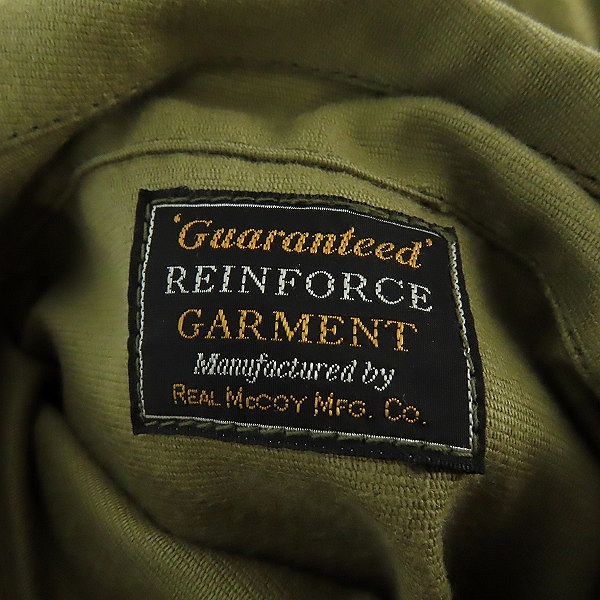 'Guaranteed'
REINFORCE
GARMENT
Manufactured by
REAL MCCOY MFG. CO.